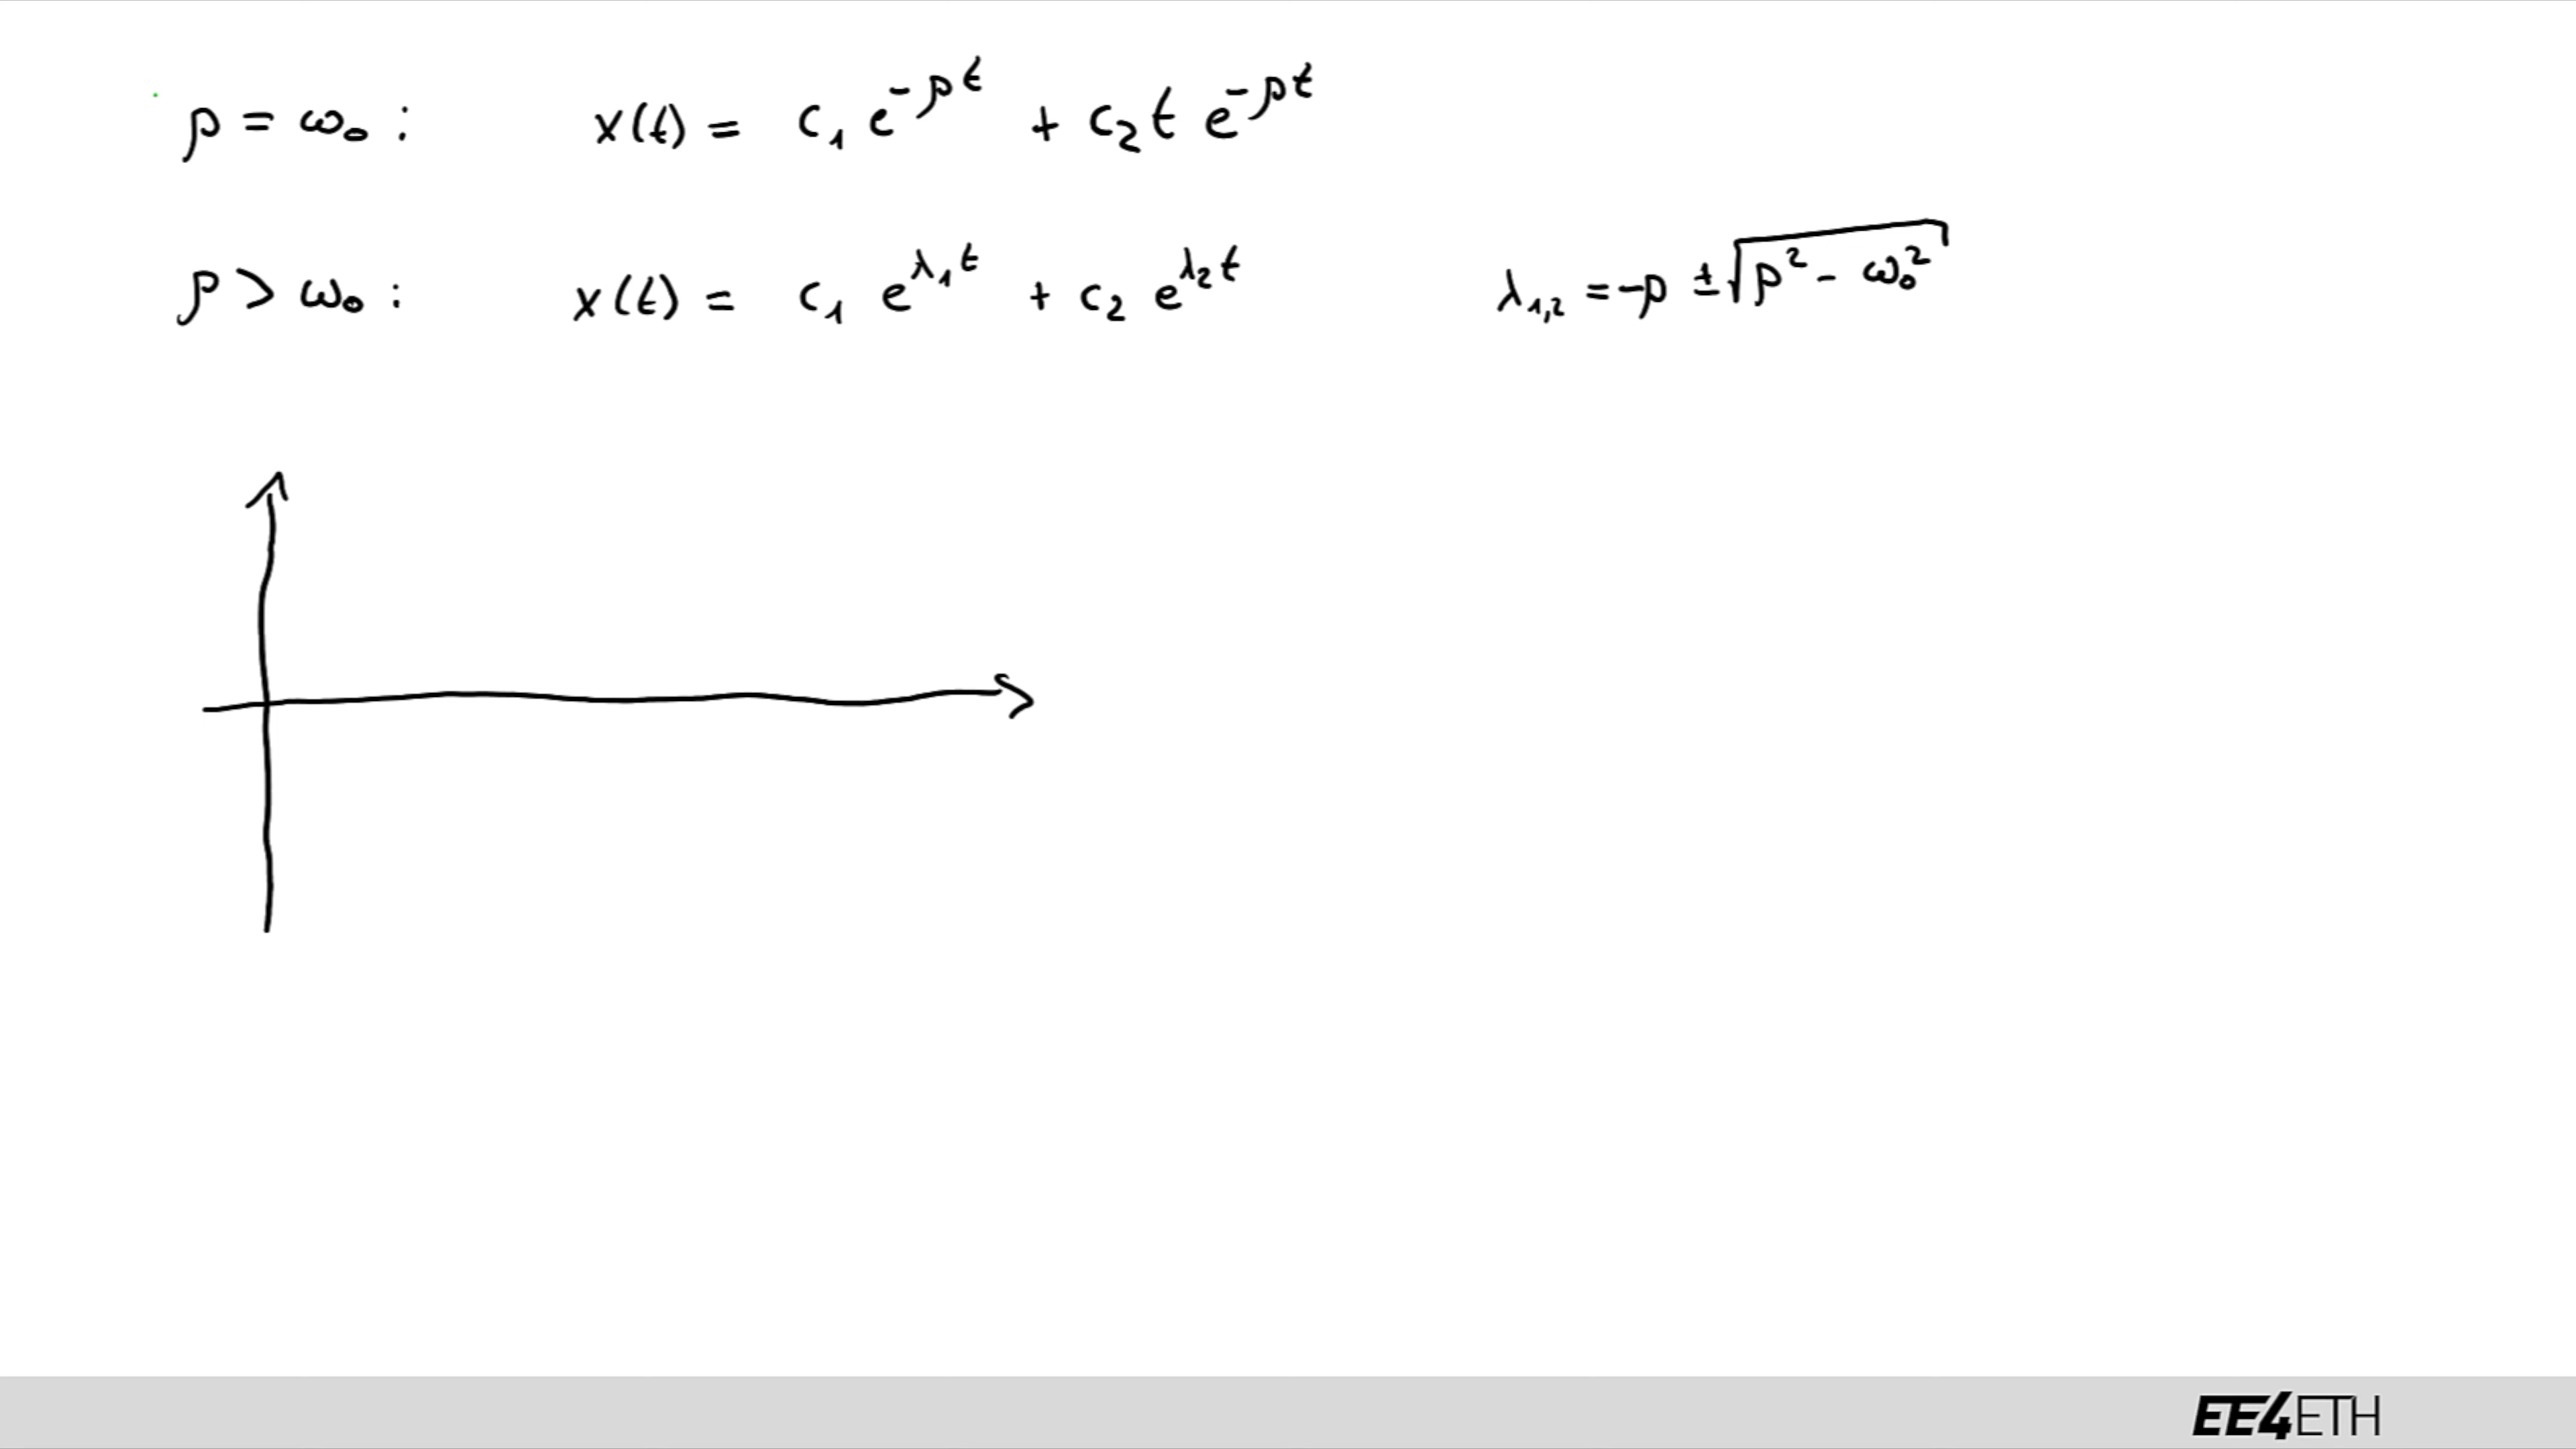 ρ = ω₀ : x(t) = c₁ e^{-ρt} + c₂ t e^{-ρt}
ρ > ω₀ : x(t) = c₁ e^{λ₁t} + c₂ e^{λ₂t} λ₁,₂ = -ρ ± √(ρ² - ω₀²)
EE4ETH